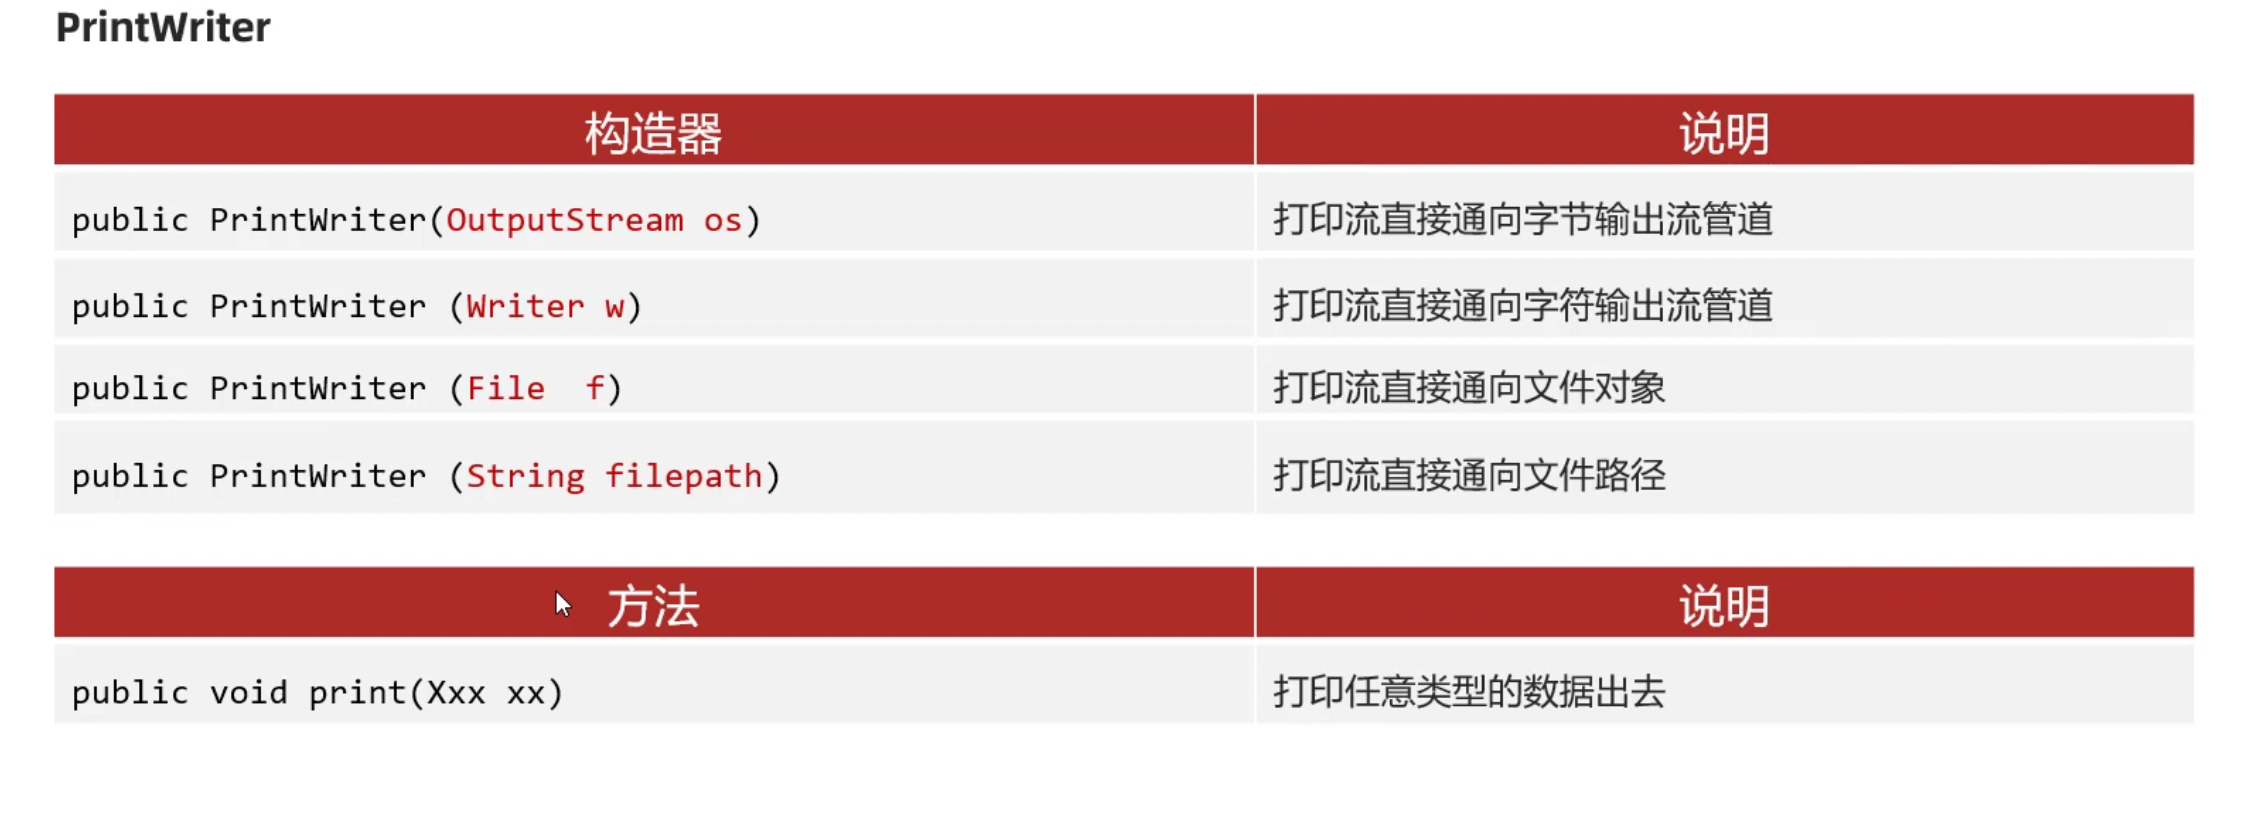 PrintWriter
构造器 说明
public PrintWriter(OutputStream os) 打印流直接通向字节输出流管道
public PrintWriter (Writer w) 打印流直接通向字符输出流管道
public PrintWriter (File  f) 打印流直接通向文件对象
public PrintWriter (String filepath) 打印流直接通向文件路径
方法 说明
public void print(Xxx xx) 打印任意类型的数据出去